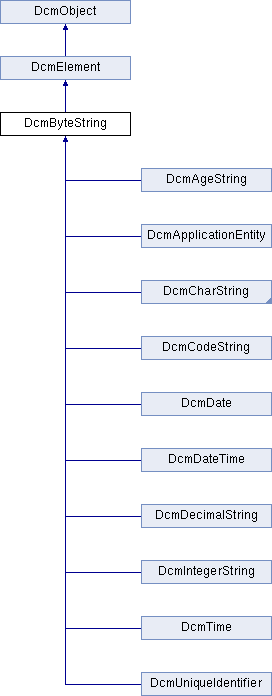 DcmObject
DcmElement
DcmByteString
DcmAgeString
DcmApplicationEntity
DcmCharString
DcmCodeString
DcmDate
DcmDateTime
DcmDecimalString
DcmIntegerString
DcmTime
DcmUniqueIdentifier